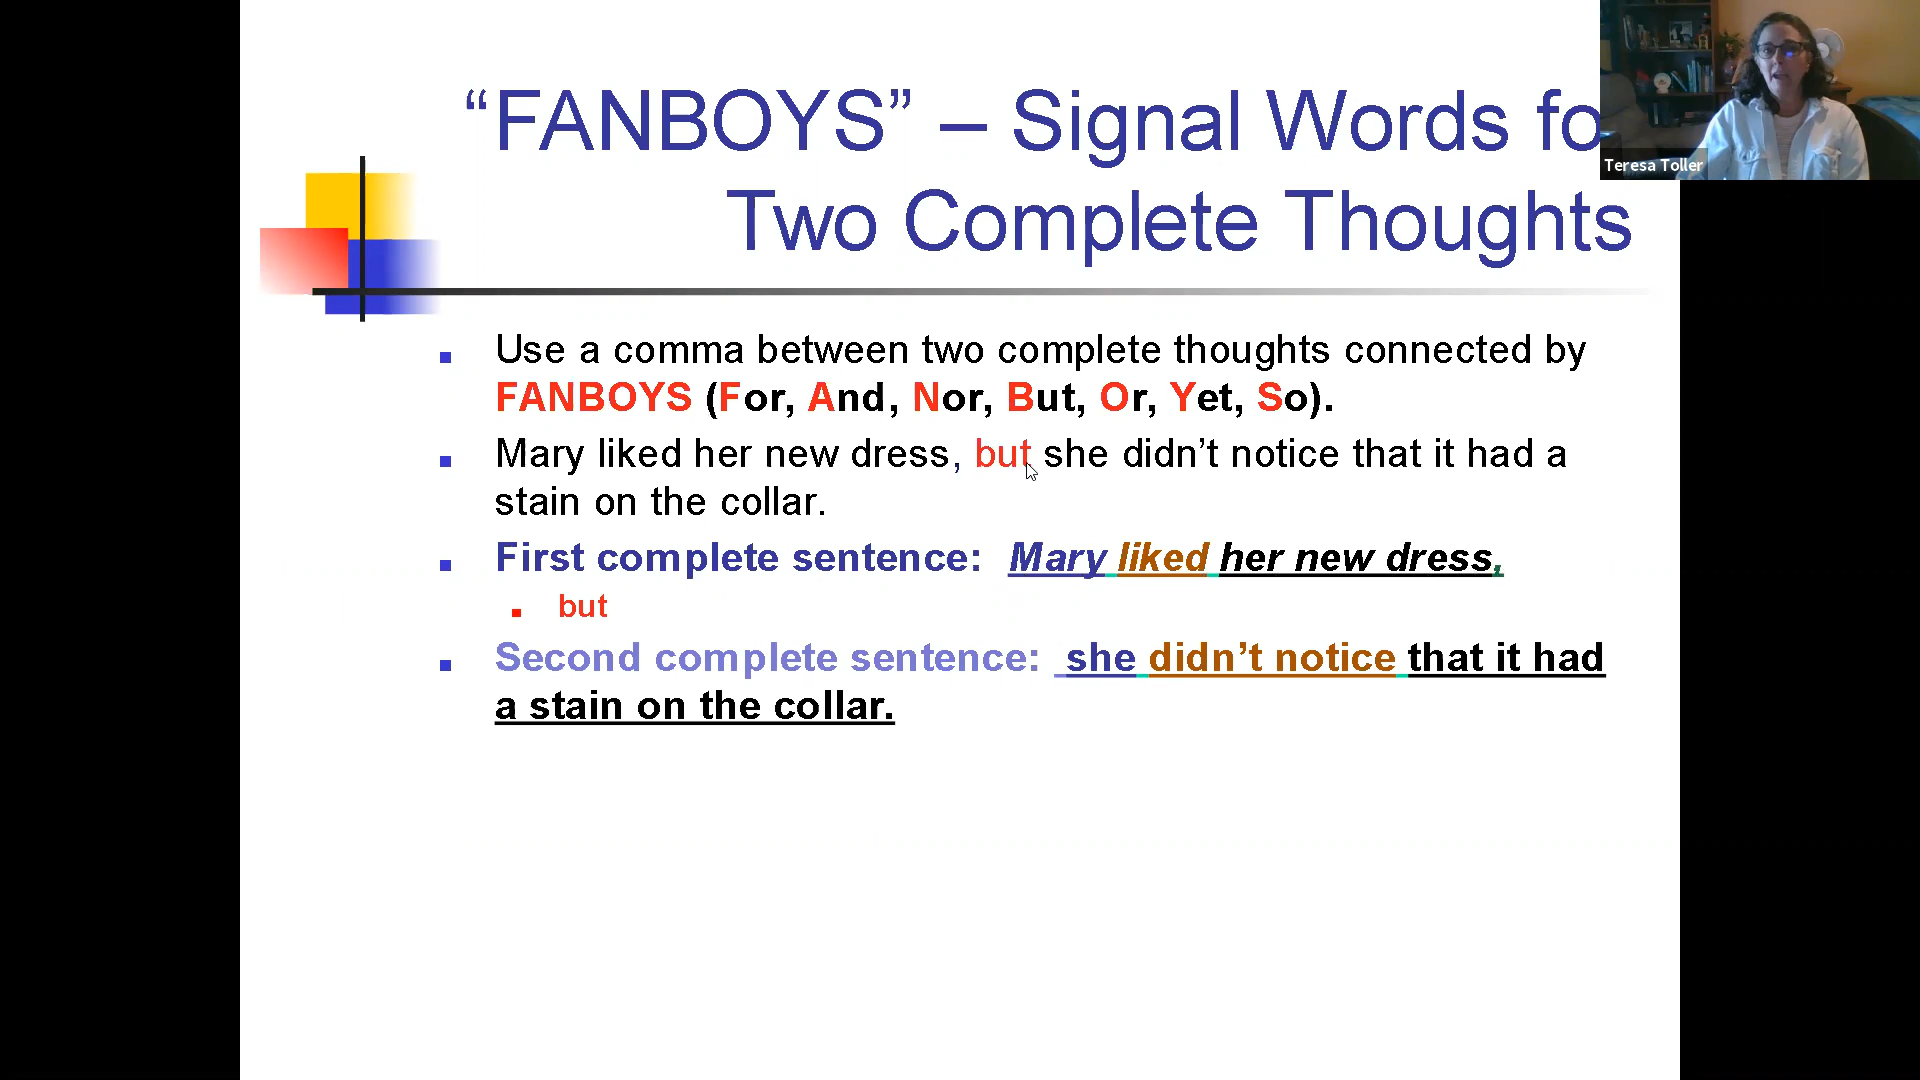 “FANBOYS” – Signal Words fo
Two Complete Thoughts
Teresa Toller
Use a comma between two complete thoughts connected by
FANBOYS (For, And, Nor, But, Or, Yet, So).
Mary liked her new dress, but she didn’t notice that it had a
stain on the collar.
First complete sentence: Mary liked her new dress,
but
Second complete sentence: she didn’t notice that it had
a stain on the collar.